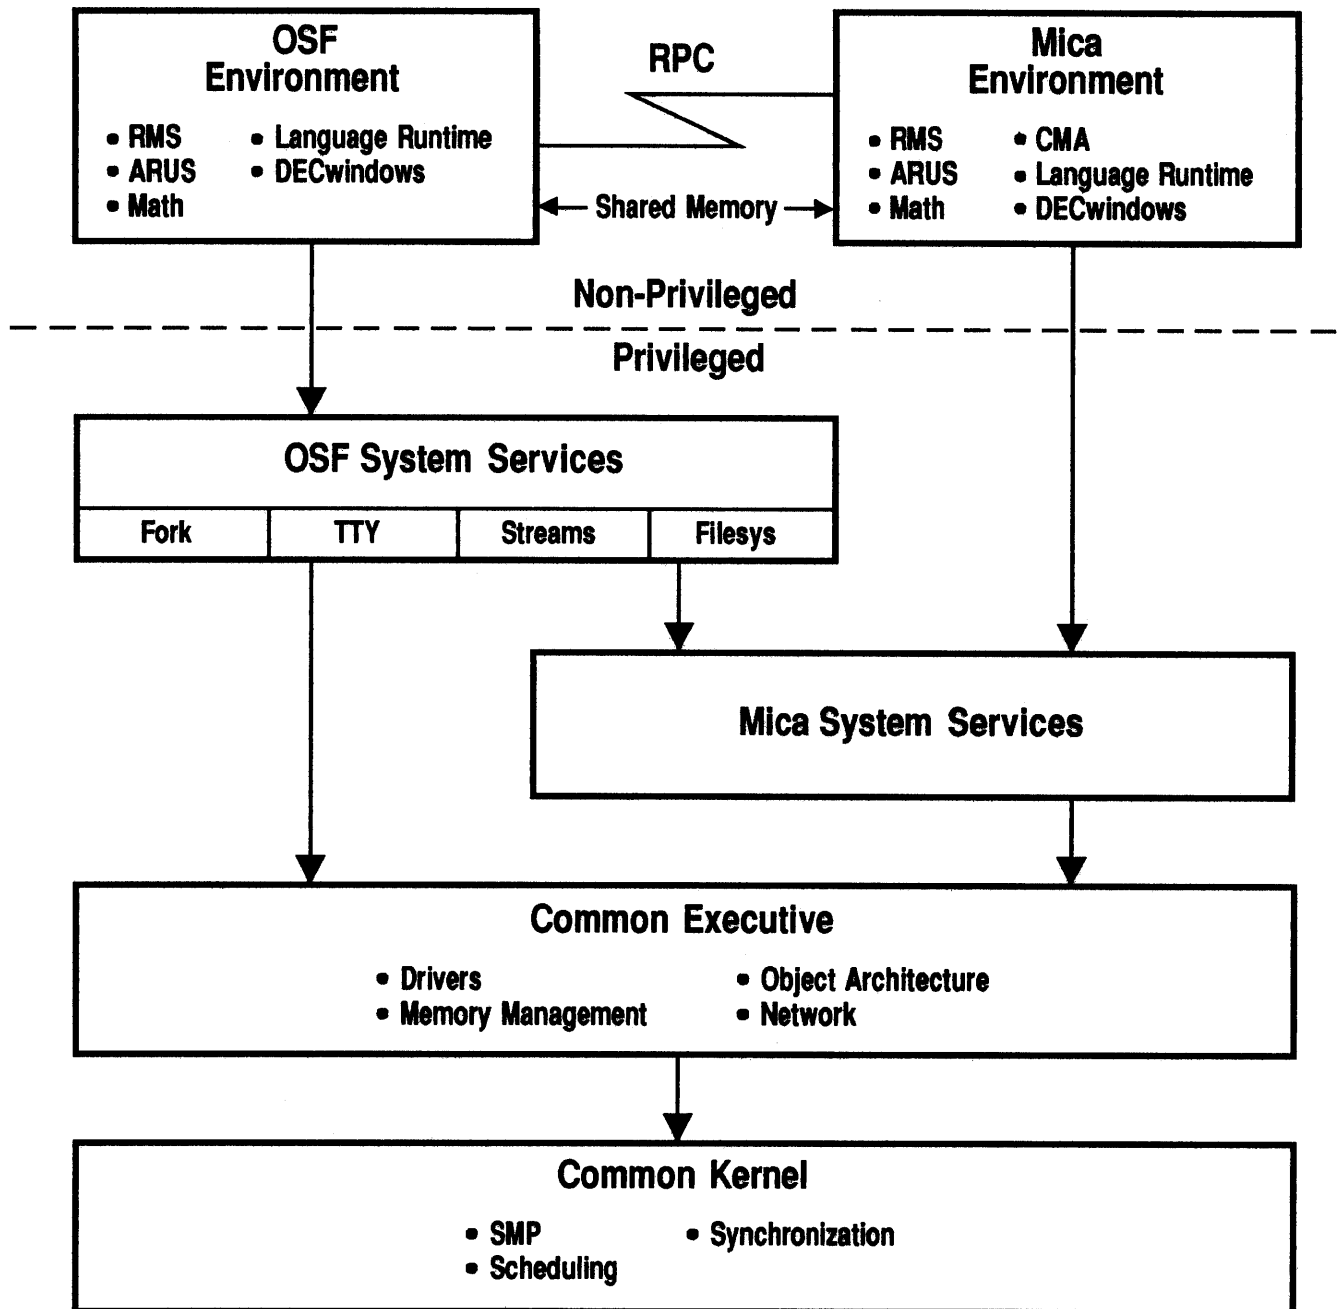 OSF
Environment
• RMS
• ARUS
• Math
• Language Runtime
• DECwindows
RPC
Shared Memory
Mica
Environment
• RMS
• ARUS
• Math
• CMA
• Language Runtime
• DECwindows
Non-Privileged
Privileged
OSF System Services
Fork TTY Streams Filesys
Mica System Services
Common Executive
• Drivers
• Memory Management
• Object Architecture
• Network
Common Kernel
• SMP
• Scheduling
• Synchronization